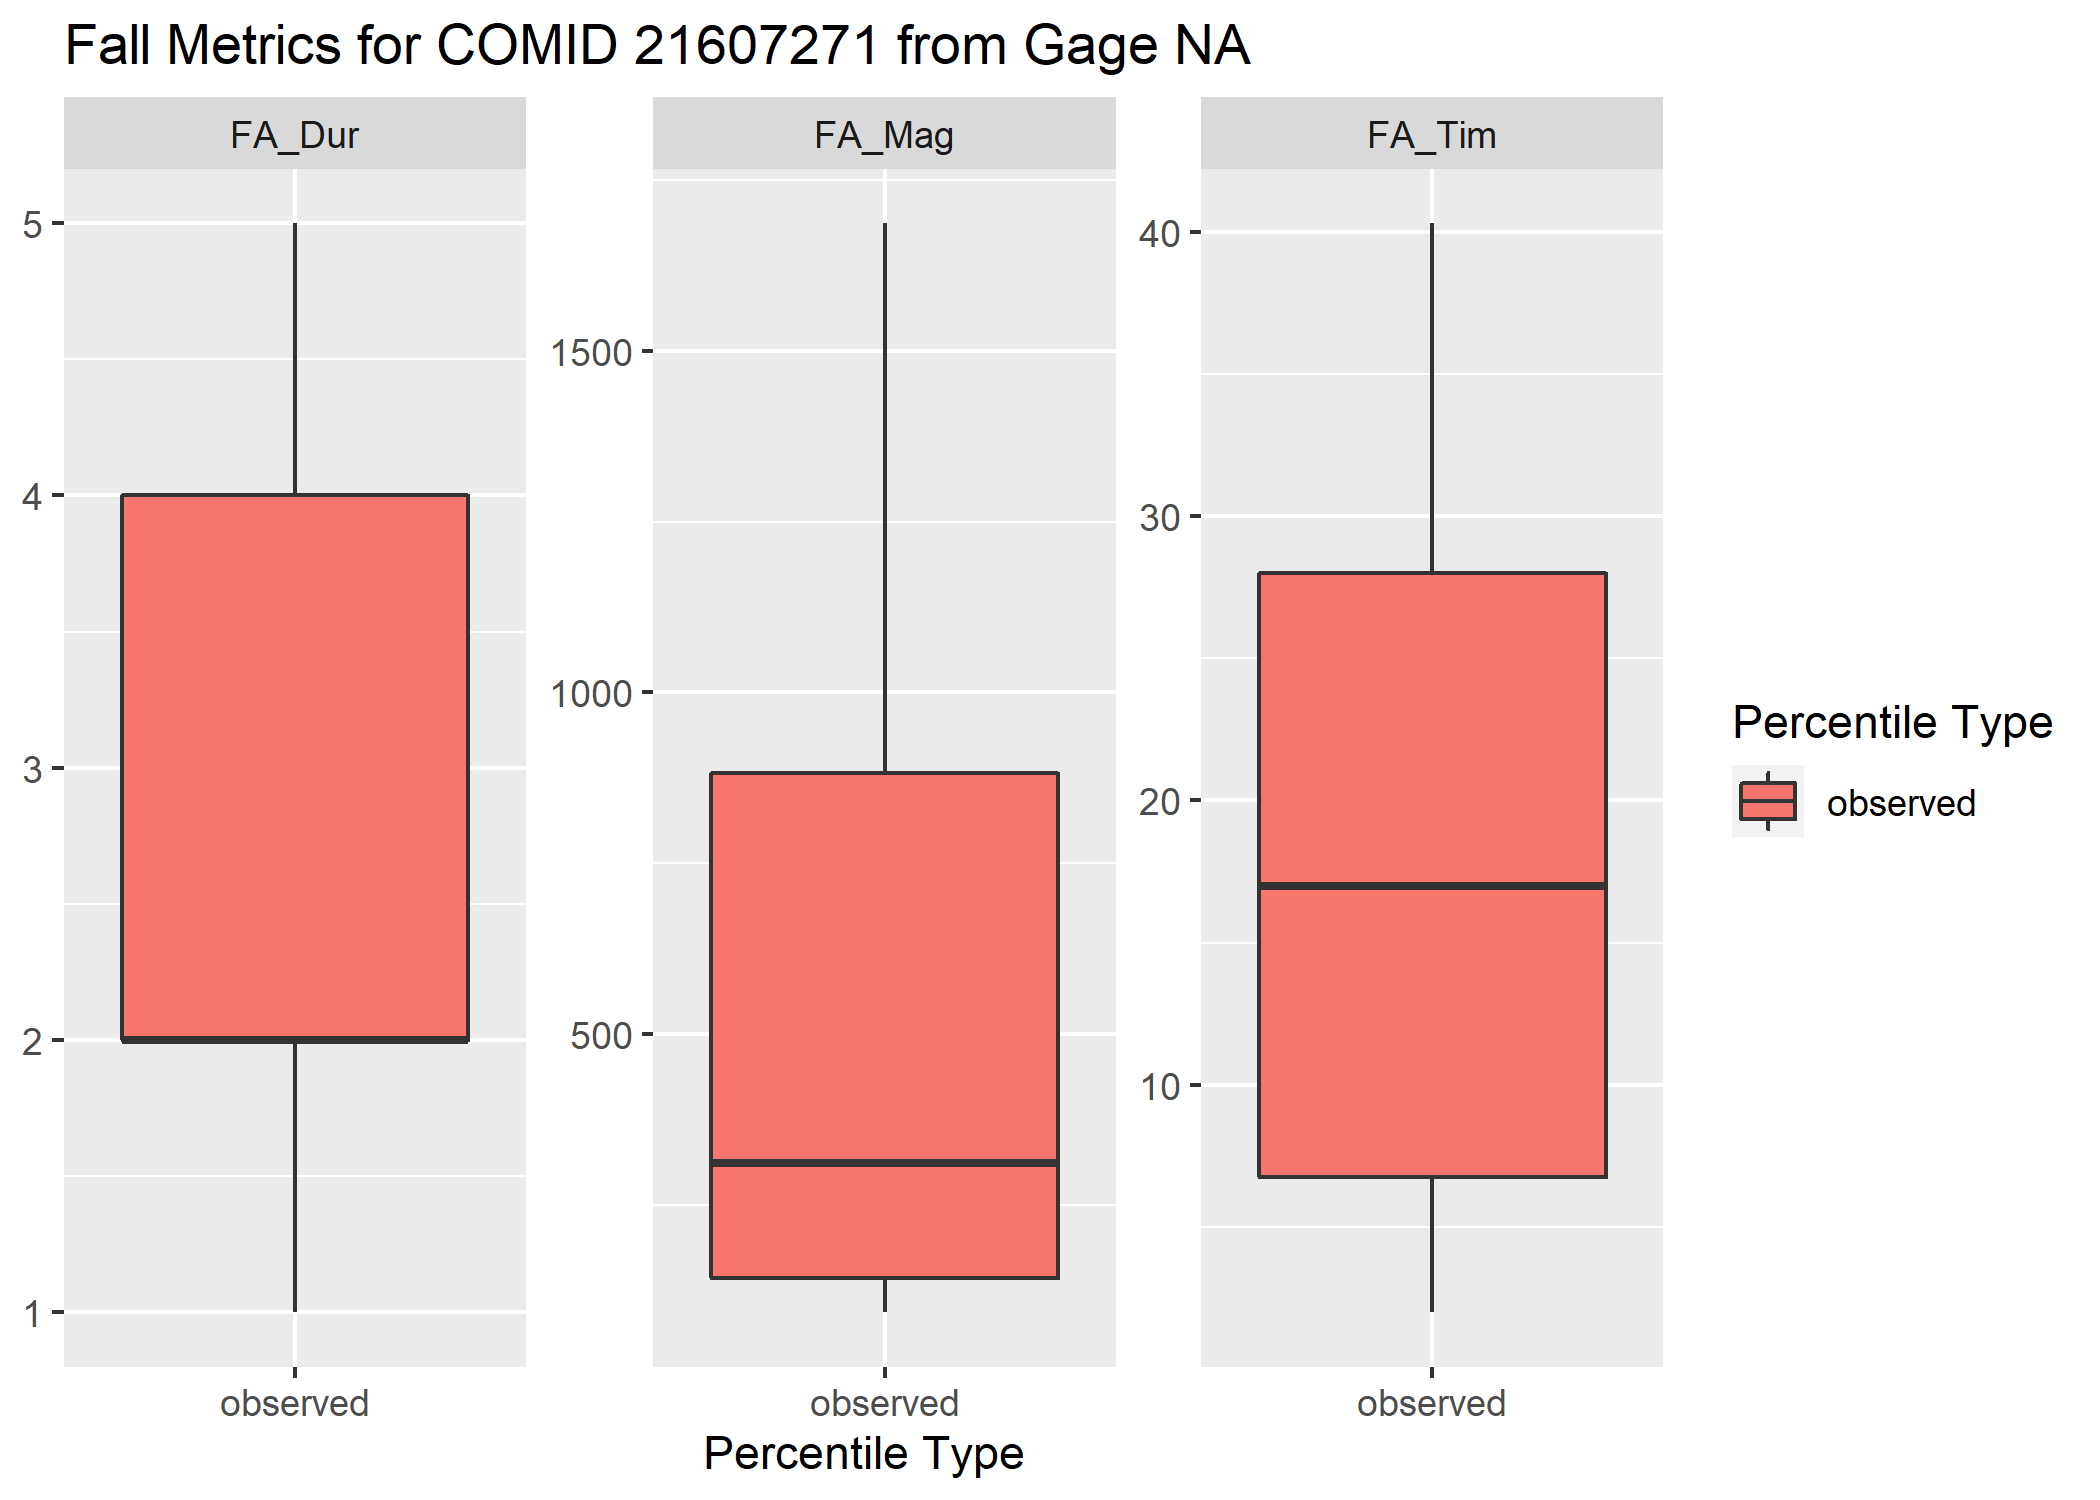 Fall Metrics for COMID 21607271 from Gage NA
FA_Dur
FA_Mag
FA_Tim
5
4
3
2
1
1500
1000
500
40
30
20
10
observed
observed
observed
Percentile Type
Percentile Type
observed